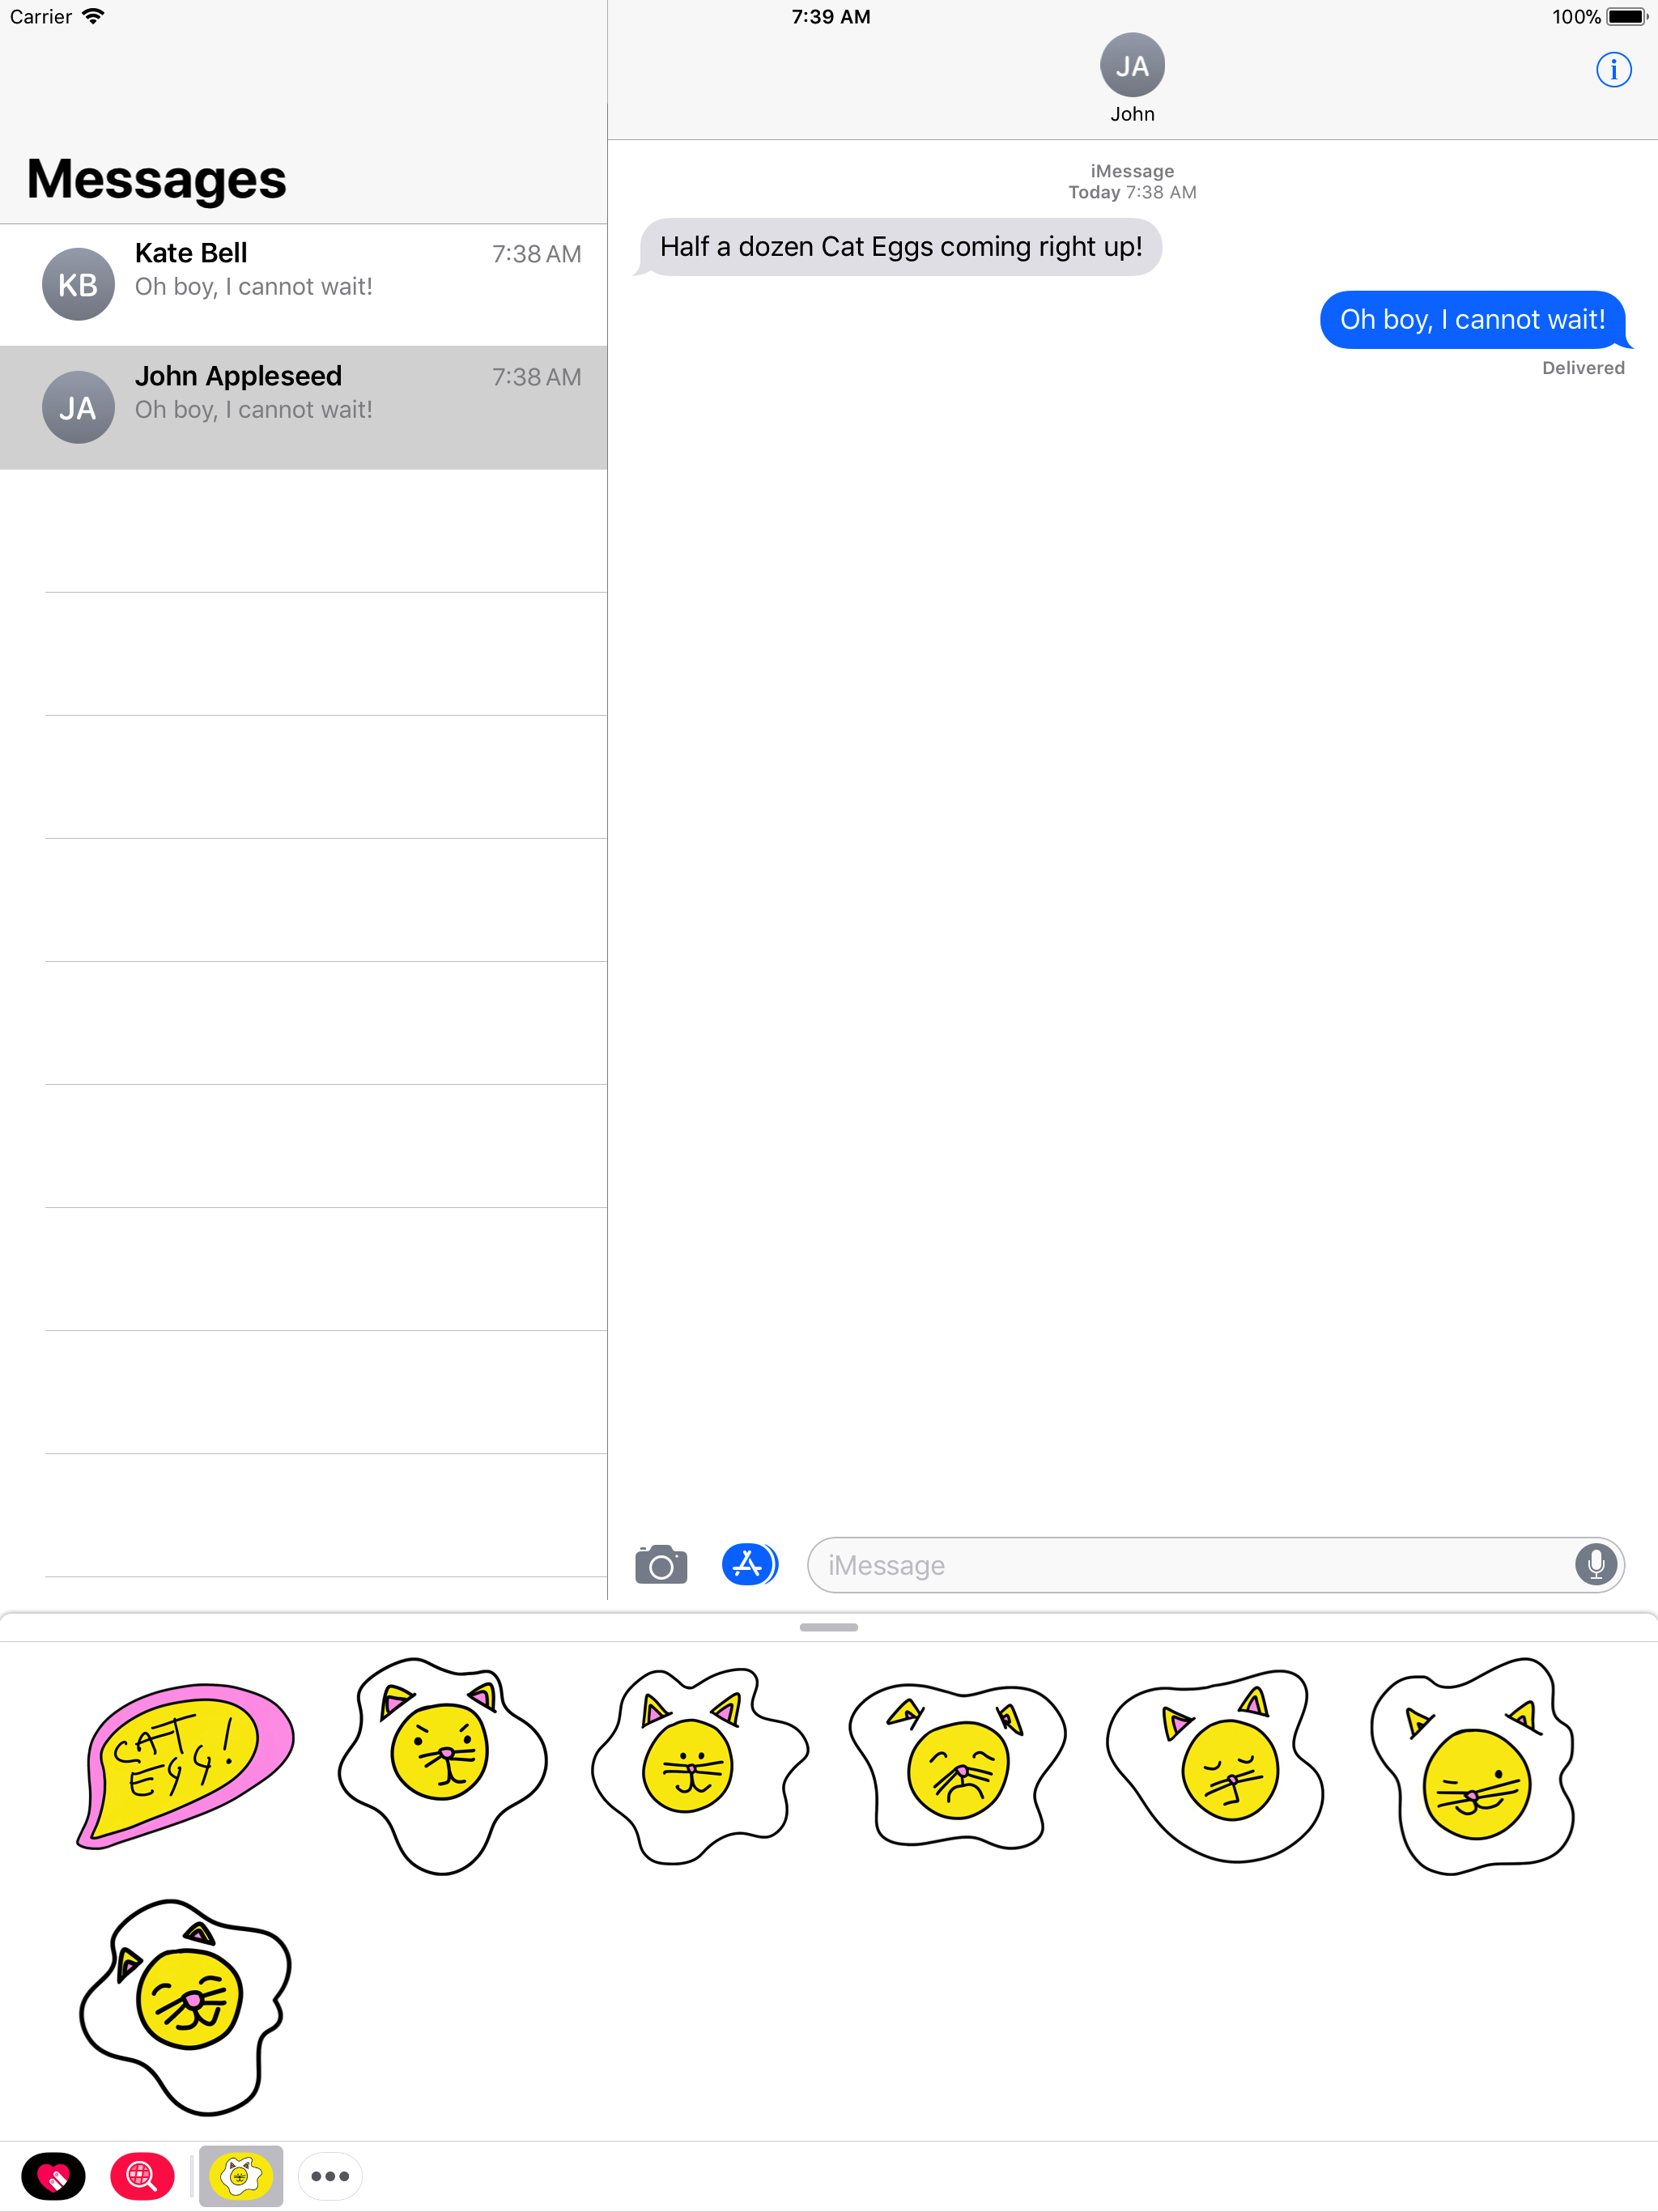 Carrier 7:39 AM 100%
JA
John
Messages
Kate Bell 7:38 AM
KB
Oh boy, I cannot wait!
John Appleseed 7:38 AM
JA
Oh boy, I cannot wait!
iMessage
Today 7:38 AM
Half a dozen Cat Eggs coming right up!
Oh boy, I cannot wait!
Delivered
iMessage
CAT
Egg!